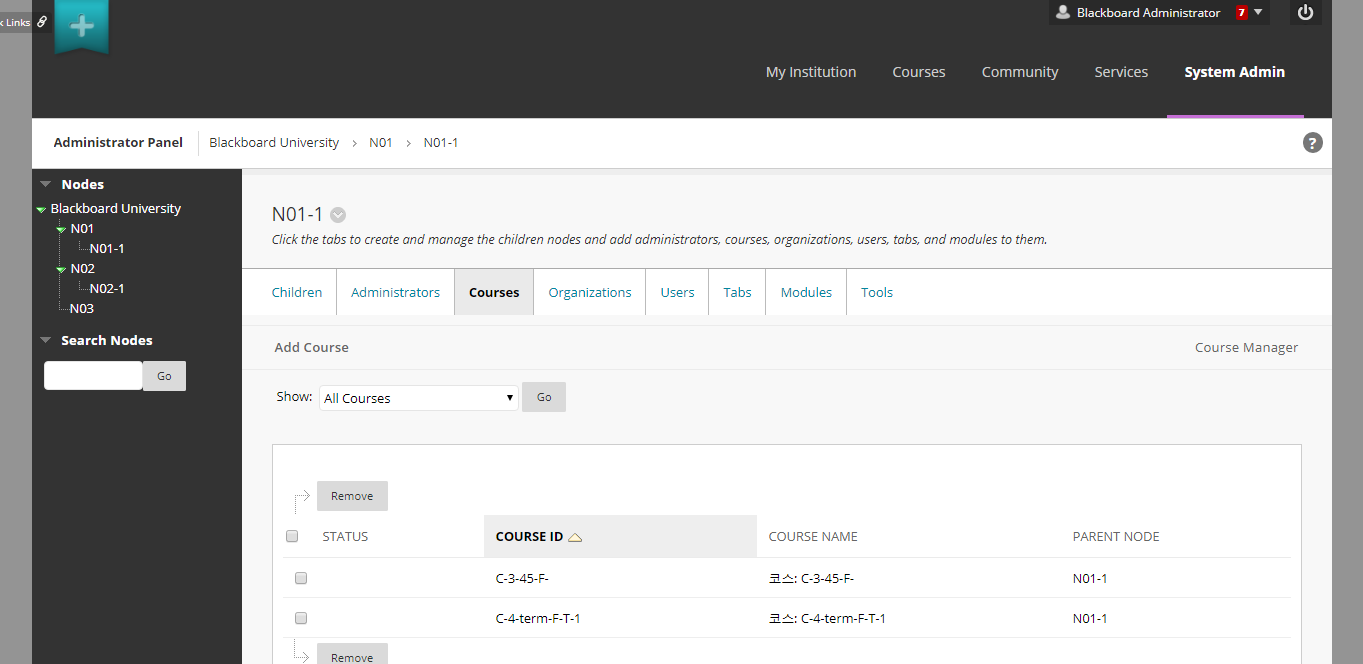 k Links
Blackboard Administrator 7
My Institution Courses Community Services System Admin
Administrator Panel Blackboard University > N01 > N01-1 ?
Nodes
Blackboard University
N01
N01-1
N02
N02-1
N03
Search Nodes
Go
N01-1
Click the tabs to create and manage the children nodes and add administrators, courses, organizations, users, tabs, and modules to them.
Children Administrators Courses Organizations Users Tabs Modules Tools
Add Course Course Manager
Show: All Courses Go
Remove
STATUS COURSE ID COURSE NAME PARENT NODE
C-3-45-F- 코스: C-3-45-F- N01-1
C-4-term-F-T-1 코스: C-4-term-F-T-1 N01-1
Remove